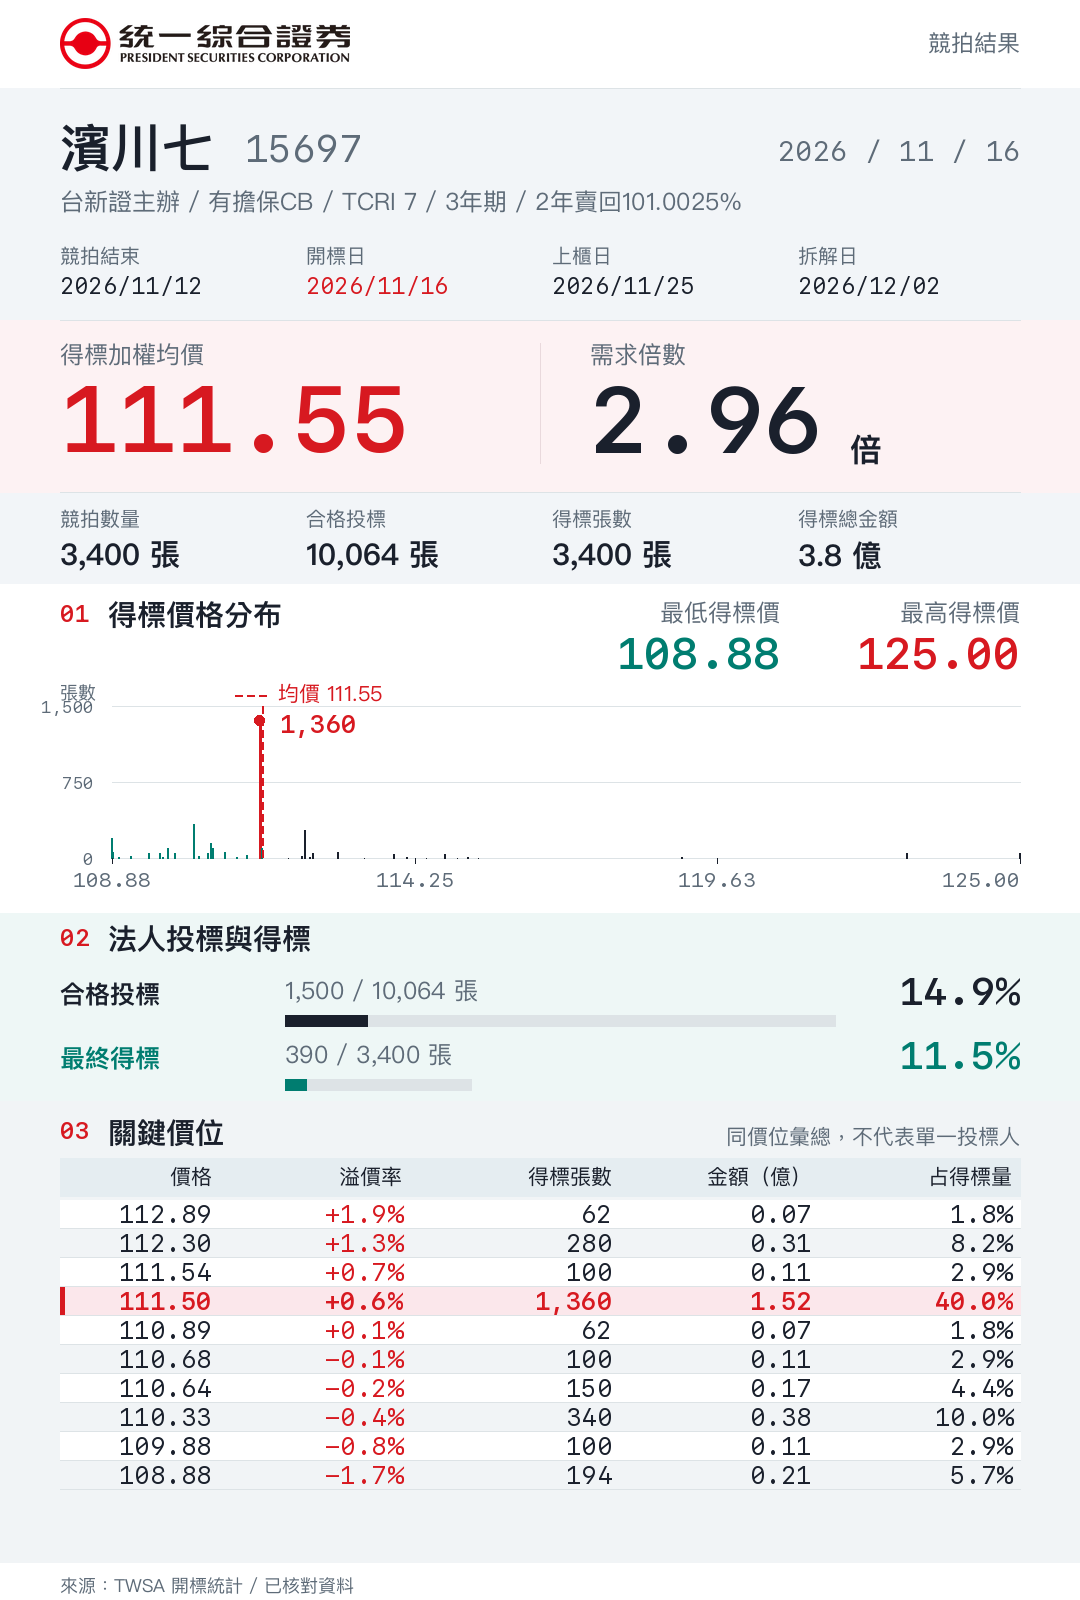 統一綜合證券
PRESIDENT SECURITIES CORPORATION
競拍結果
濱川七 15697 2026 / 11 / 16
台新證主辦 / 有擔保CB / TCRI 7 / 3年期 / 2年賣回101.0025%
競拍結束 開標日 上櫃日 拆解日
2026/11/12 2026/11/16 2026/11/25 2026/12/02
得標加權均價 需求倍數
111.55 2.96 倍
競拍數量 合格投標 得標張數 得標總金額
3,400 張 10,064 張 3,400 張 3.8 億
01 得標價格分布 最低得標價 最高得標價
108.88 125.00
張數 均價 111.55
1,500
1,360
750
0
108.88 114.25 119.63 125.00
02 法人投標與得標
合格投標 1,500 / 10,064 張 14.9%
最終得標 390 / 3,400 張 11.5%
03 關鍵價位 同價位彙總，不代表單一投標人
價格 溢價率 得標張數 金額（億） 占得標量
112.89 +1.9% 62 0.07 1.8%
112.30 +1.3% 280 0.31 8.2%
111.54 +0.7% 100 0.11 2.9%
111.50 +0.6% 1,360 1.52 40.0%
110.89 +0.1% 62 0.07 1.8%
110.68 −0.1% 100 0.11 2.9%
110.64 −0.2% 150 0.17 4.4%
110.33 −0.4% 340 0.38 10.0%
109.88 −0.8% 100 0.11 2.9%
108.88 −1.7% 194 0.21 5.7%
來源：TWSA 開標統計 / 已核對資料